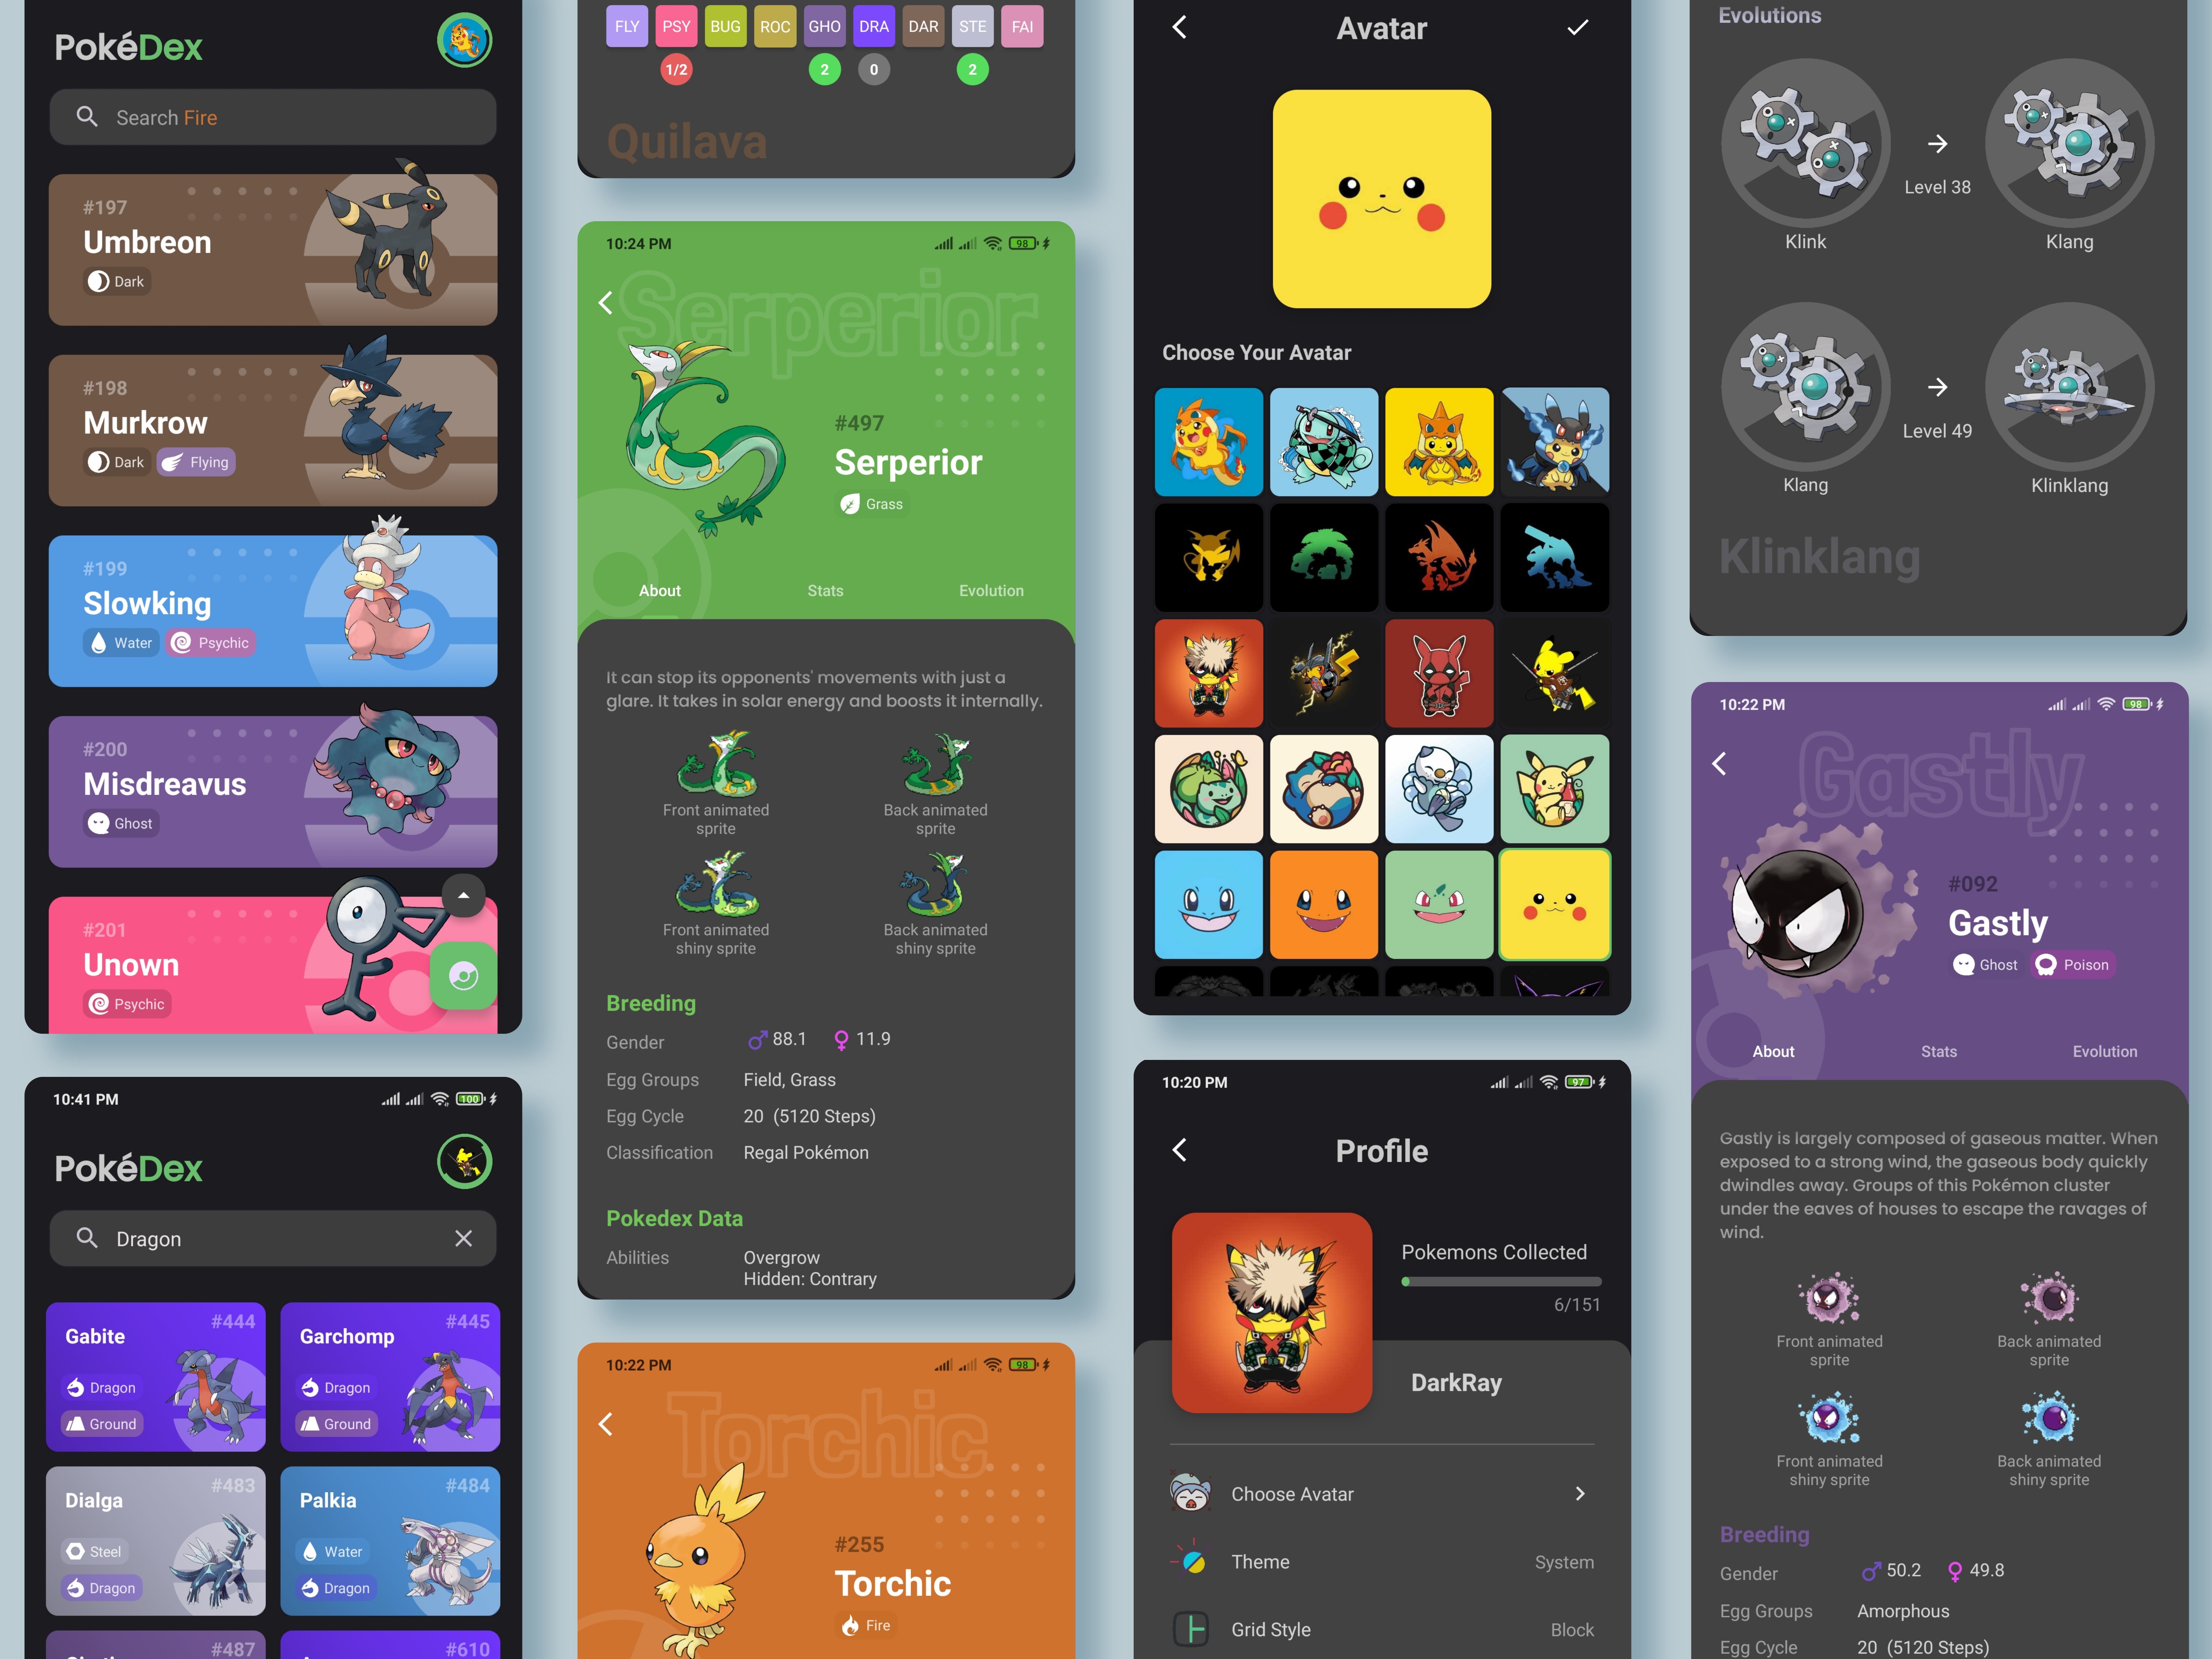 PokéDex
Search Fire
#197
Umbreon
Dark
#198
Murkrow
Dark
Flying
#199
Slowking
Water
Psychic
#200
Misdreavus
Ghost
#201
Unown
Psychic
10:41 PM
100
PokéDex
Dragon
#444
Gabite
Dragon
Ground
#445
Garchomp
Dragon
Ground
#483
Dialga
Steel
Dragon
#484
Palkia
Water
Dragon
#487
#610
FLY PSY BUG ROC GHO DRA DAR STE FAI
1/2 2 0 2
Quilava
10:24 PM
98
Serperior
#497
Serperior
Grass
About Stats Evolution
It can stop its opponents' movements with just a
glare. It takes in solar energy and boosts it internally.
Front animated
sprite
Back animated
sprite
Front animated
shiny sprite
Back animated
shiny sprite
Breeding
Gender 88.1 11.9
Egg Groups Field, Grass
Egg Cycle 20 (5120 Steps)
Classification Regal Pokémon
Pokedex Data
Abilities Overgrow
Hidden: Contrary
10:22 PM
98
Torchic
#255
Torchic
Fire
Avatar
Choose Your Avatar
10:20 PM
97
Profile
Pokemons Collected
6/151
DarkRay
Choose Avatar
Theme System
Grid Style Block
Evolutions
Level 38
Klink Klang
Level 49
Klang Klinklang
Klinklang
10:22 PM
98
Gastly
#092
Gastly
Ghost
Poison
About Stats Evolution
Gastly is largely composed of gaseous matter. When
exposed to a strong wind, the gaseous body quickly
dwindles away. Groups of this Pokémon cluster
under the eaves of houses to escape the ravages of
wind.
Front animated
sprite
Back animated
sprite
Front animated
shiny sprite
Back animated
shiny sprite
Breeding
Gender 50.2 49.8
Egg Groups Amorphous
Egg Cycle 20 (5120 Steps)